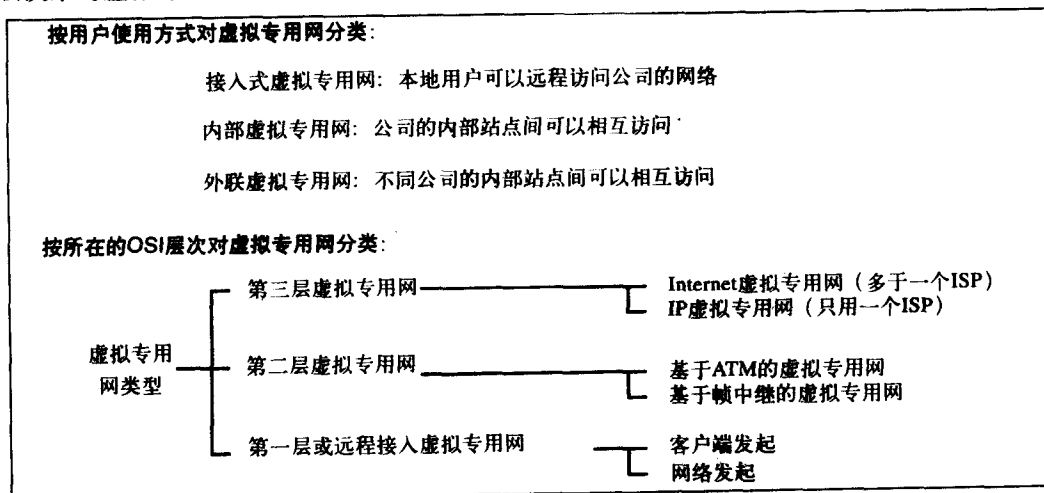 按用户使用方式对虚拟专用网分类:
接入式虚拟专用网: 本地用户可以远程访问公司的网络
内部虚拟专用网: 公司的内部站点间可以相互访问
外联虚拟专用网: 不同公司的内部站点间可以相互访问
按所在的OSI层次对虚拟专用网分类:
第三层虚拟专用网
Internet虚拟专用网（多于一个ISP）
IP虚拟专用网（只用一个ISP）
虚拟专用
网类型
第二层虚拟专用网
基于ATM的虚拟专用网
基于帧中继的虚拟专用网
第一层或远程接入虚拟专用网
客户端发起
网络发起